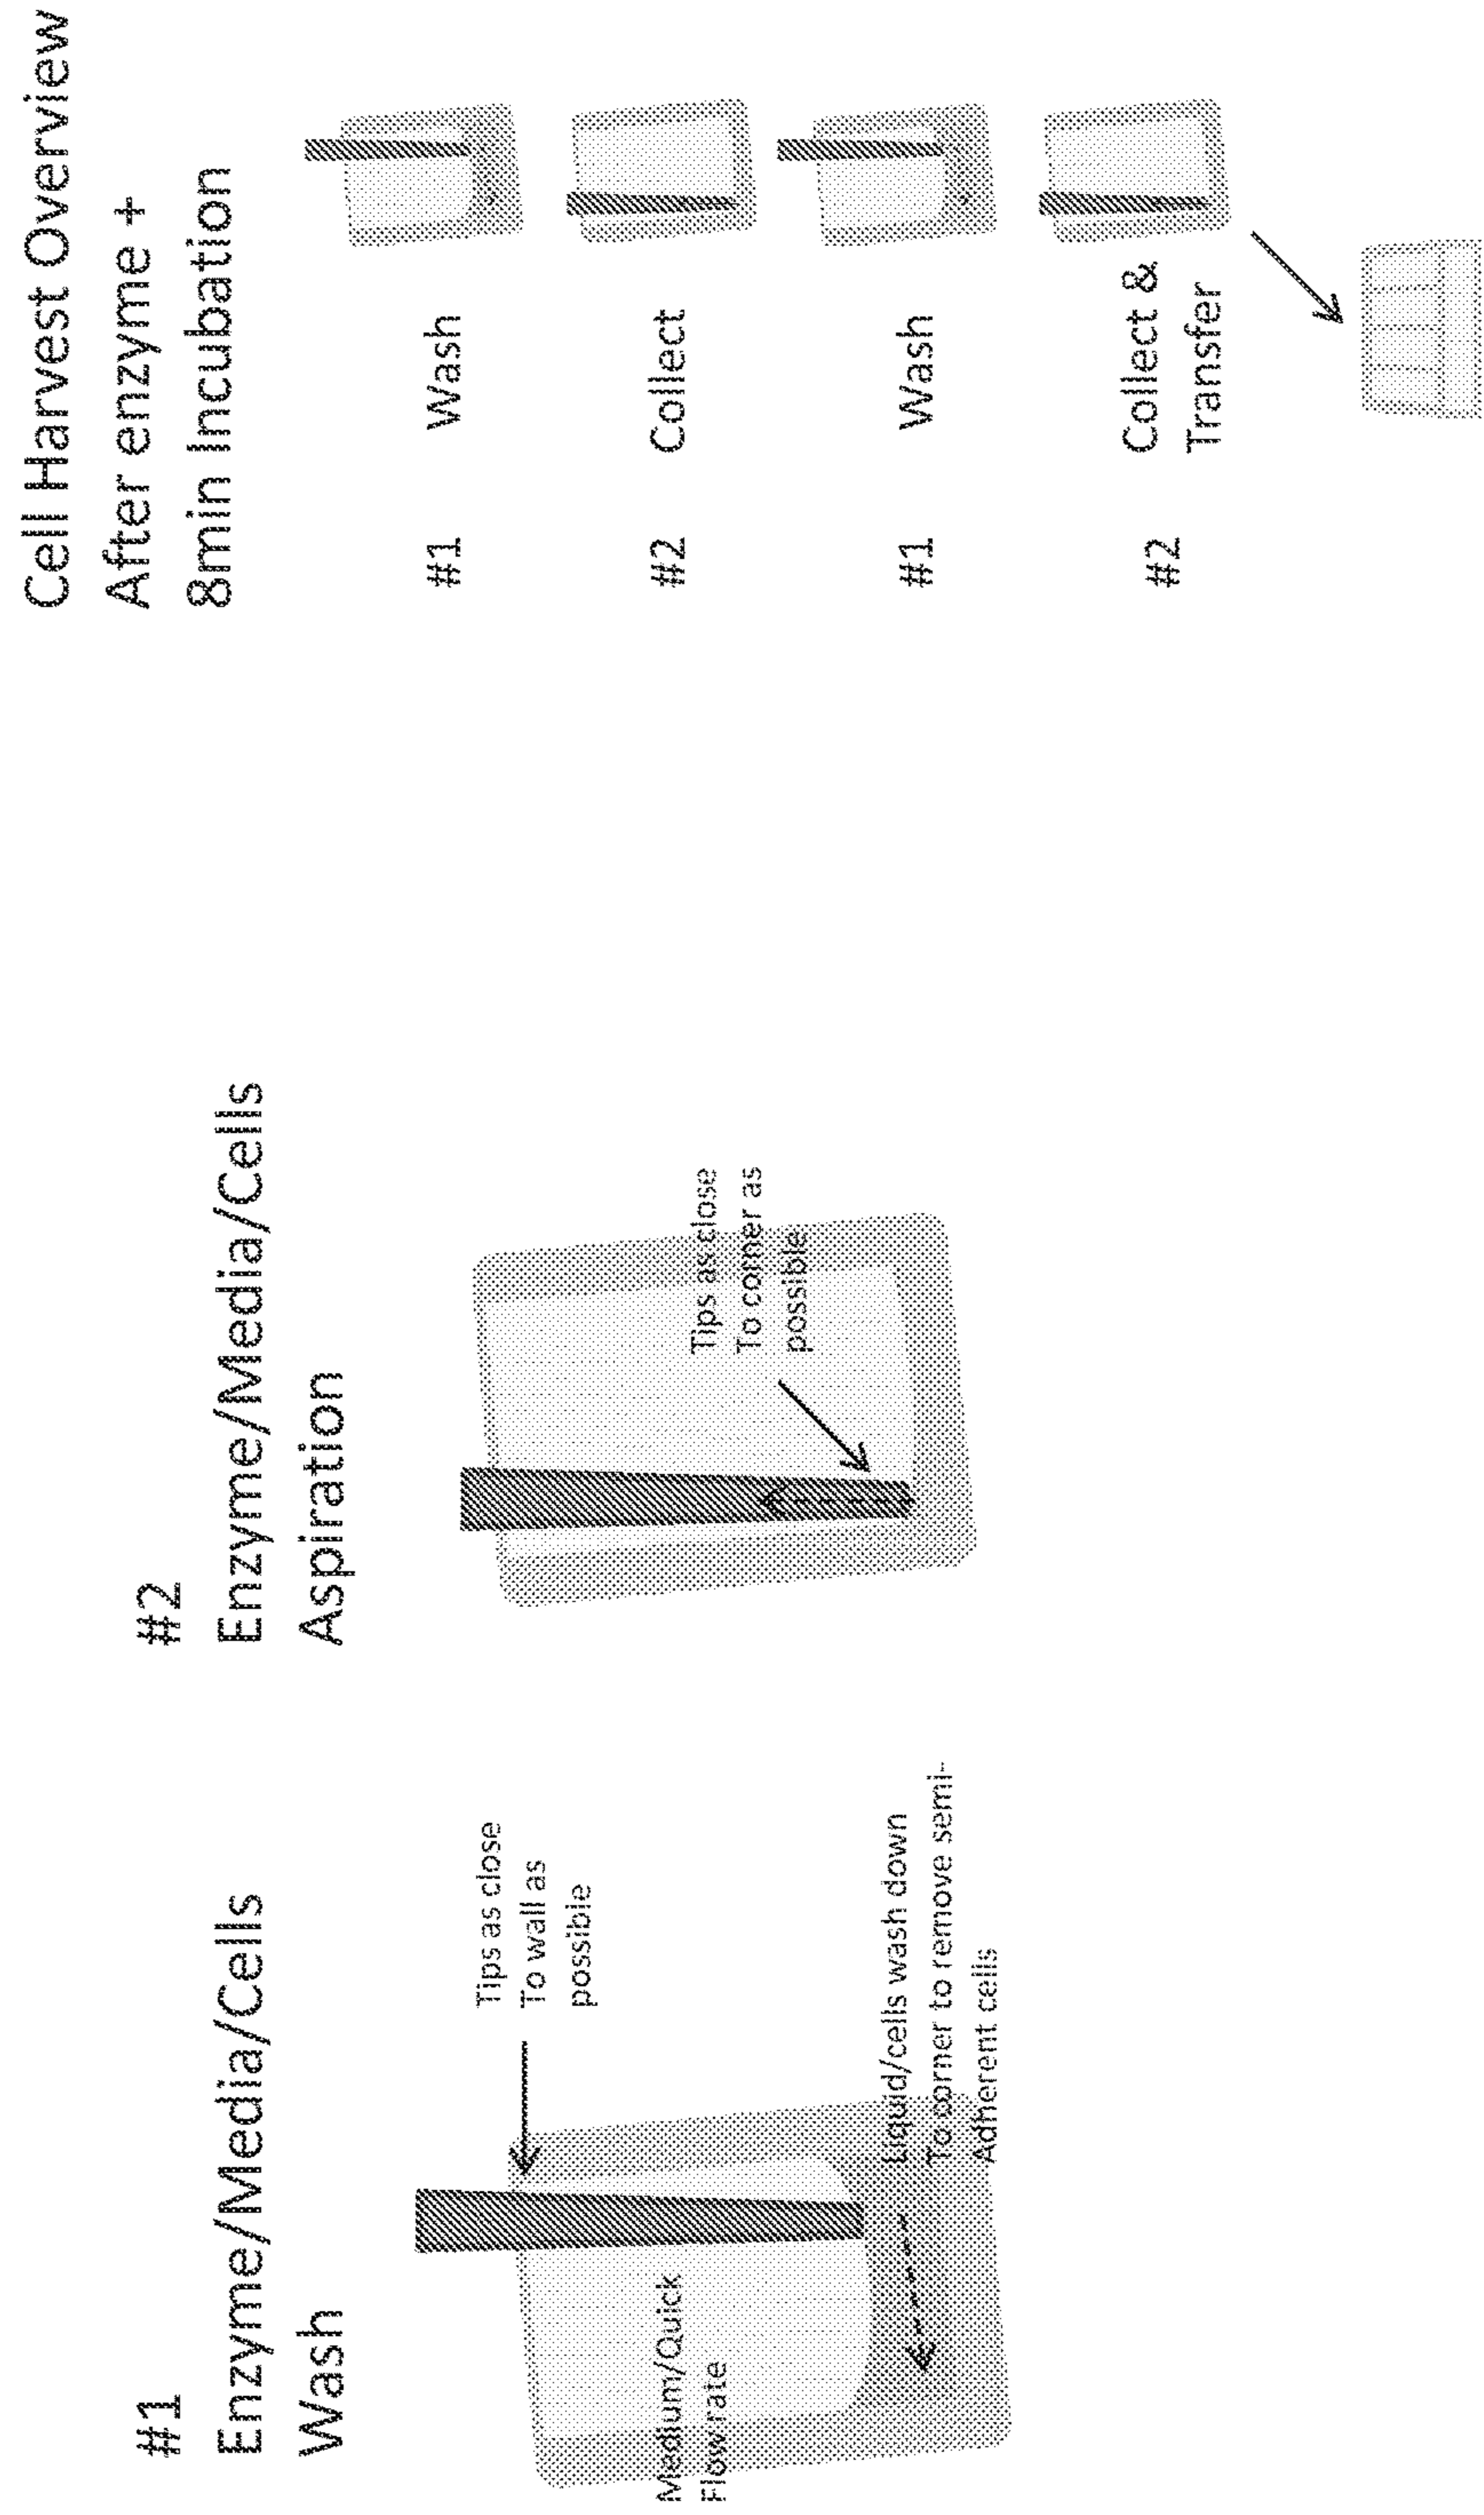 #1
Enzyme/Media/Cells
Wash
Tips as close
To wall as
possible
Medium/Quick
Flowrate
Liquid/cells wash down
To corner to remove semi-
Adherent cells
#2
Enzyme/Media/Cells
Aspiration
Tips as close
To corner as
possible
Cell Harvest Overview
After enzyme +
8min Incubation
#1 Wash
#2 Collect
#1 Wash
#2 Collect &
Transfer